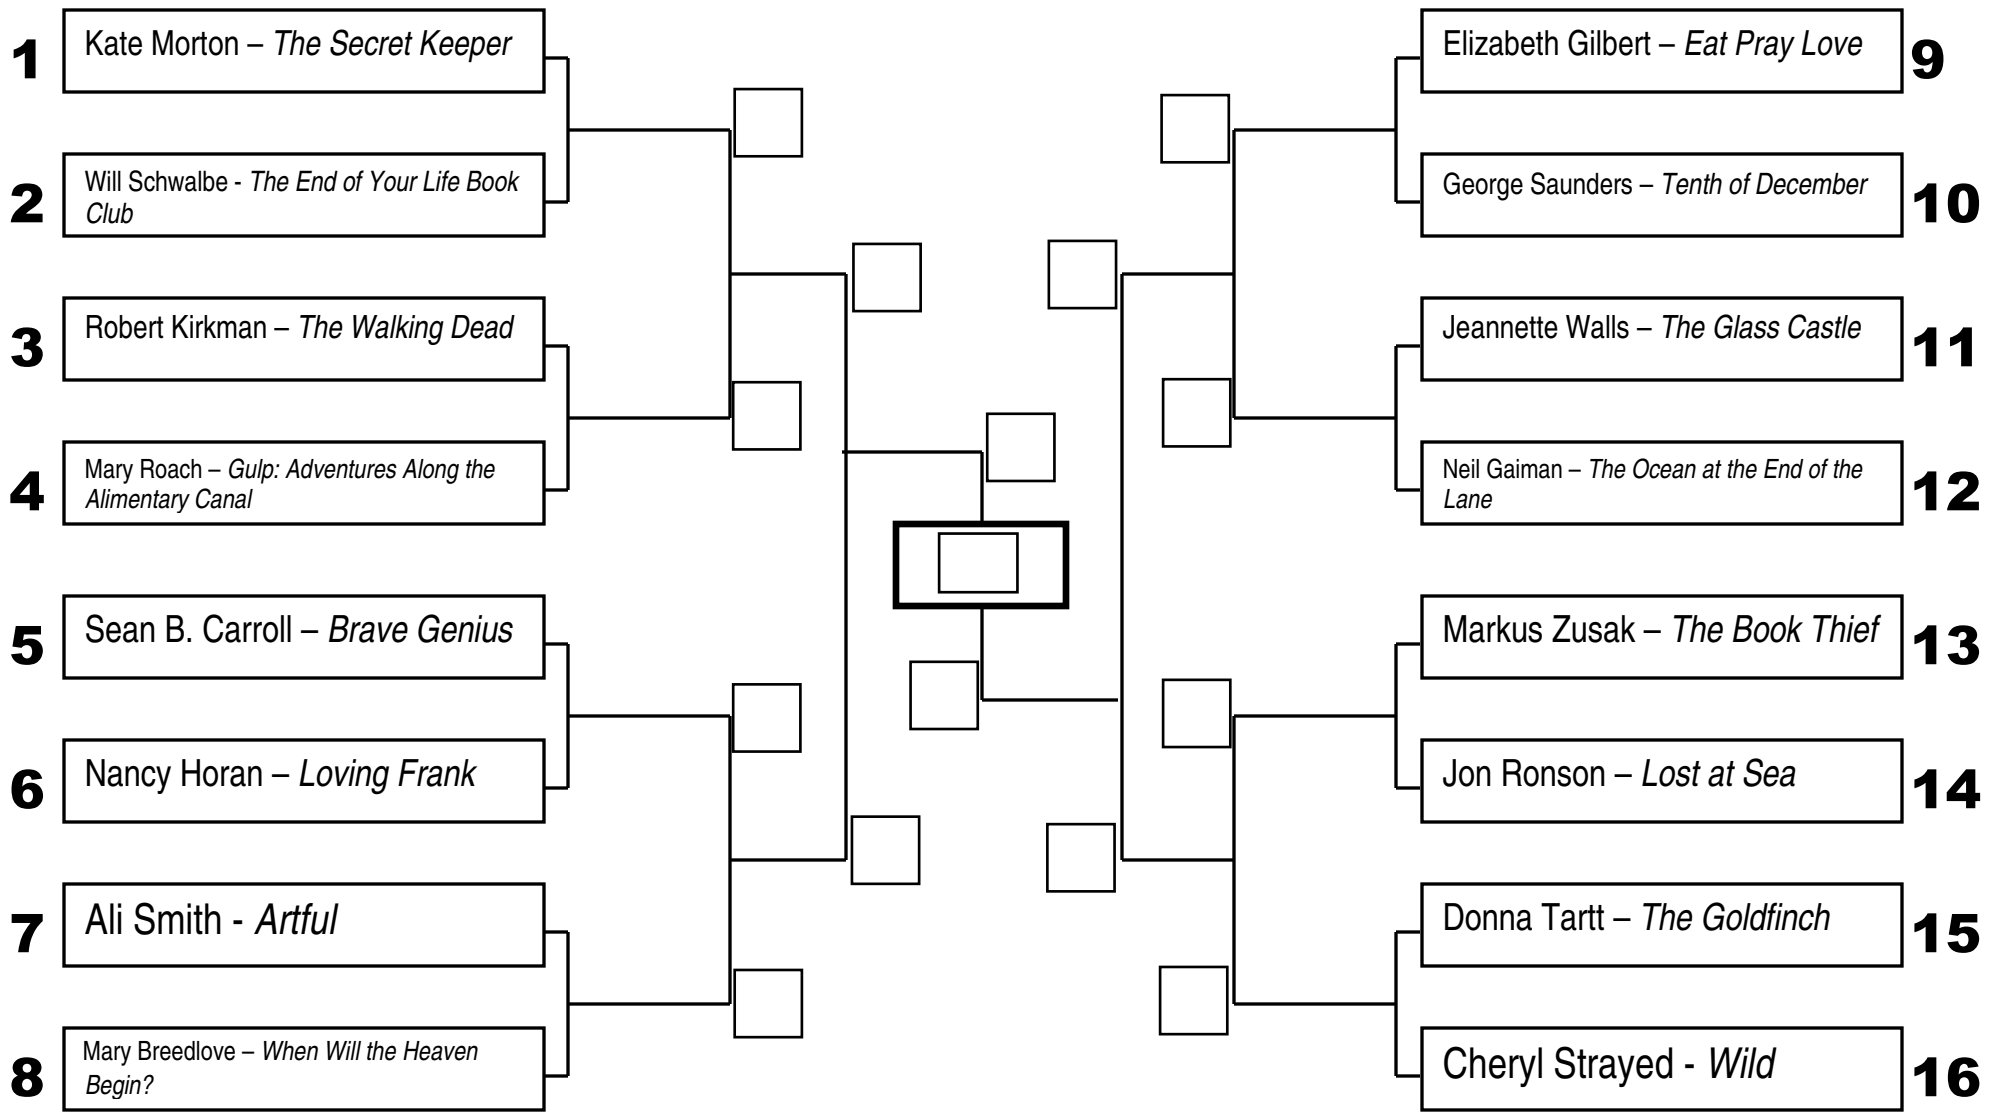 1
Kate Morton – The Secret Keeper
2
Will Schwalbe - The End of Your Life Book
Club
3
Robert Kirkman – The Walking Dead
4
Mary Roach – Gulp: Adventures Along the
Alimentary Canal
5
Sean B. Carroll – Brave Genius
6
Nancy Horan – Loving Frank
7
Ali Smith - Artful
8
Mary Breedlove – When Will the Heaven
Begin?
Elizabeth Gilbert – Eat Pray Love
9
George Saunders – Tenth of December
10
Jeannette Walls – The Glass Castle
11
Neil Gaiman – The Ocean at the End of the
Lane
12
Markus Zusak – The Book Thief
13
Jon Ronson – Lost at Sea
14
Donna Tartt – The Goldfinch
15
Cheryl Strayed - Wild
16